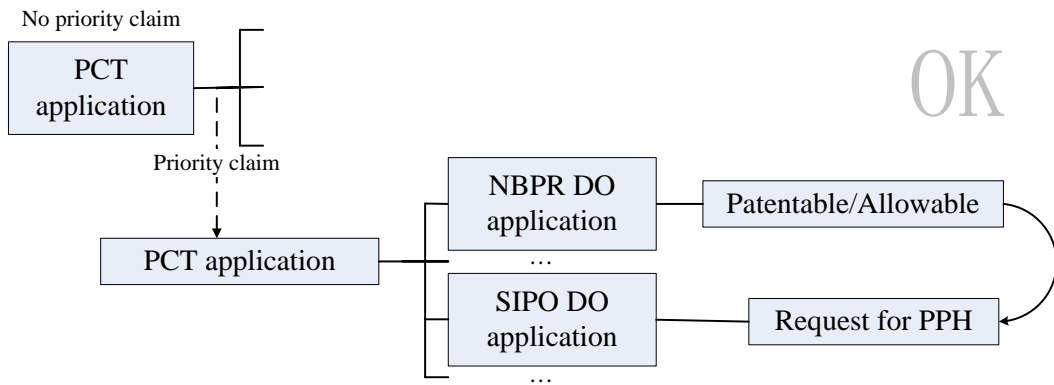 No priority claim
PCT
application
OK
Priority claim
NBPR DO
application
Patentable/Allowable
...
PCT application
SIPO DO
application
Request for PPH
...